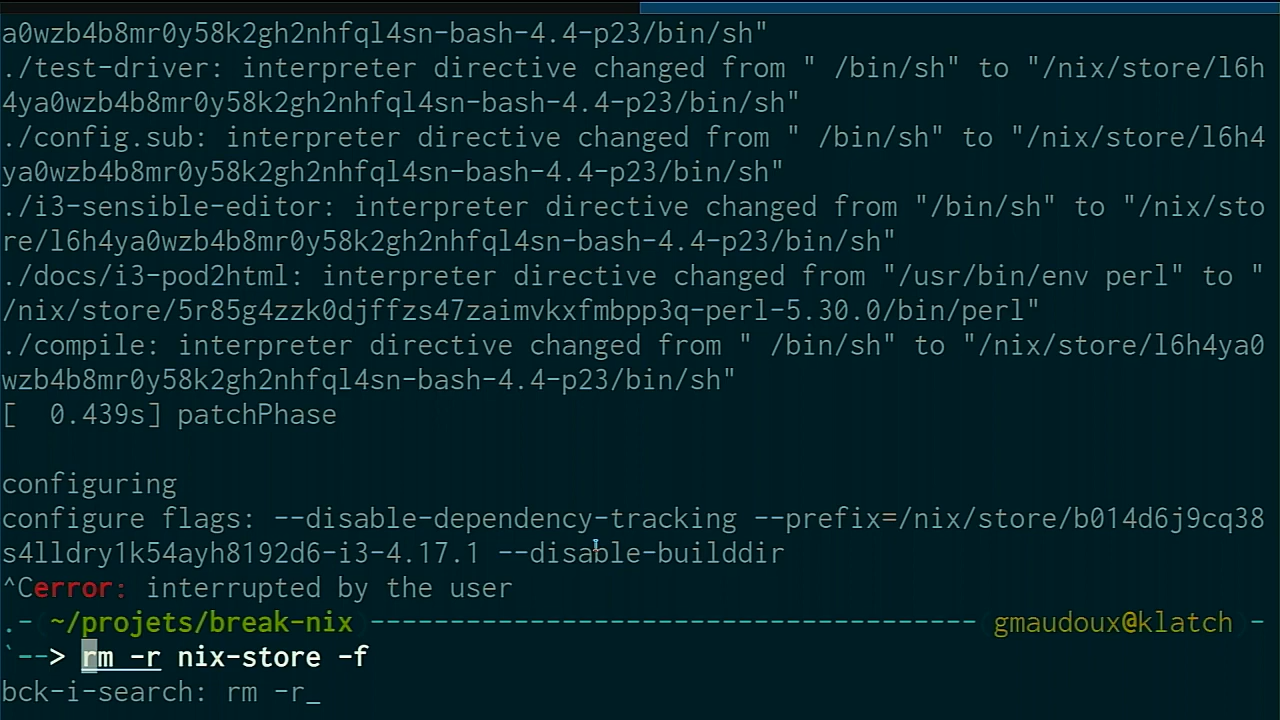 a0wzb4b8mr0y58k2gh2nhfql4sn-bash-4.4-p23/bin/sh"
./test-driver: interpreter directive changed from " /bin/sh" to "/nix/store/l6h
4ya0wzb4b8mr0y58k2gh2nhfql4sn-bash-4.4-p23/bin/sh"
./config.sub: interpreter directive changed from " /bin/sh" to "/nix/store/l6h4
ya0wzb4b8mr0y58k2gh2nhfql4sn-bash-4.4-p23/bin/sh"
./i3-sensible-editor: interpreter directive changed from "/bin/sh" to "/nix/sto
re/l6h4ya0wzb4b8mr0y58k2gh2nhfql4sn-bash-4.4-p23/bin/sh"
./docs/i3-pod2html: interpreter directive changed from "/usr/bin/env perl" to "
/nix/store/5r85g4zzk0djffzs47zaimvkxfmbpp3q-perl-5.30.0/bin/perl"
./compile: interpreter directive changed from " /bin/sh" to "/nix/store/l6h4ya0
wzb4b8mr0y58k2gh2nhfql4sn-bash-4.4-p23/bin/sh"
[  0.439s] patchPhase
configuring
configure flags: --disable-dependency-tracking --prefix=/nix/store/b014d6j9cq38
s4lldry1k54ayh8192d6-i3-4.17.1 --disable-builddir
^Cerror: interrupted by the user
.- ~/projets/break-nix -------------------------------------- gmaudoux@klatch -
`--> rm -r nix-store -f
bck-i-search: rm -r_